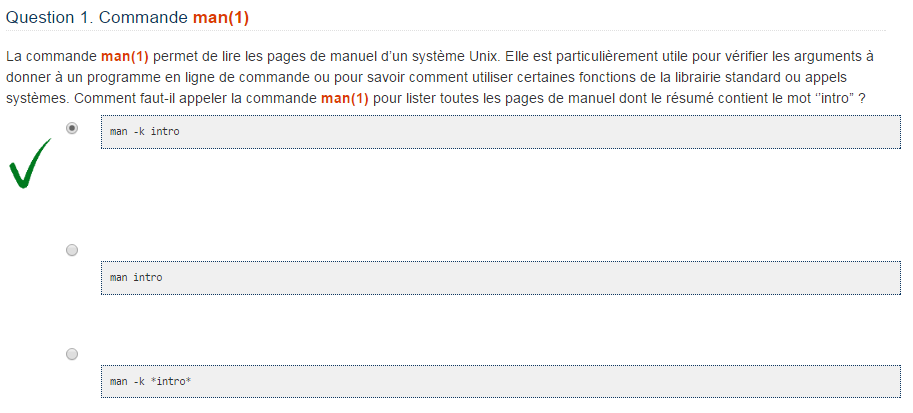 Question 1. Commande man(1)
La commande man(1) permet de lire les pages de manuel d’un système Unix. Elle est particulièrement utile pour vérifier les arguments à
donner à un programme en ligne de commande ou pour savoir comment utiliser certaines fonctions de la librairie standard ou appels
systèmes. Comment faut-il appeler la commande man(1) pour lister toutes les pages de manuel dont le résumé contient le mot “intro” ?
man -k intro
man intro
man -k *intro*